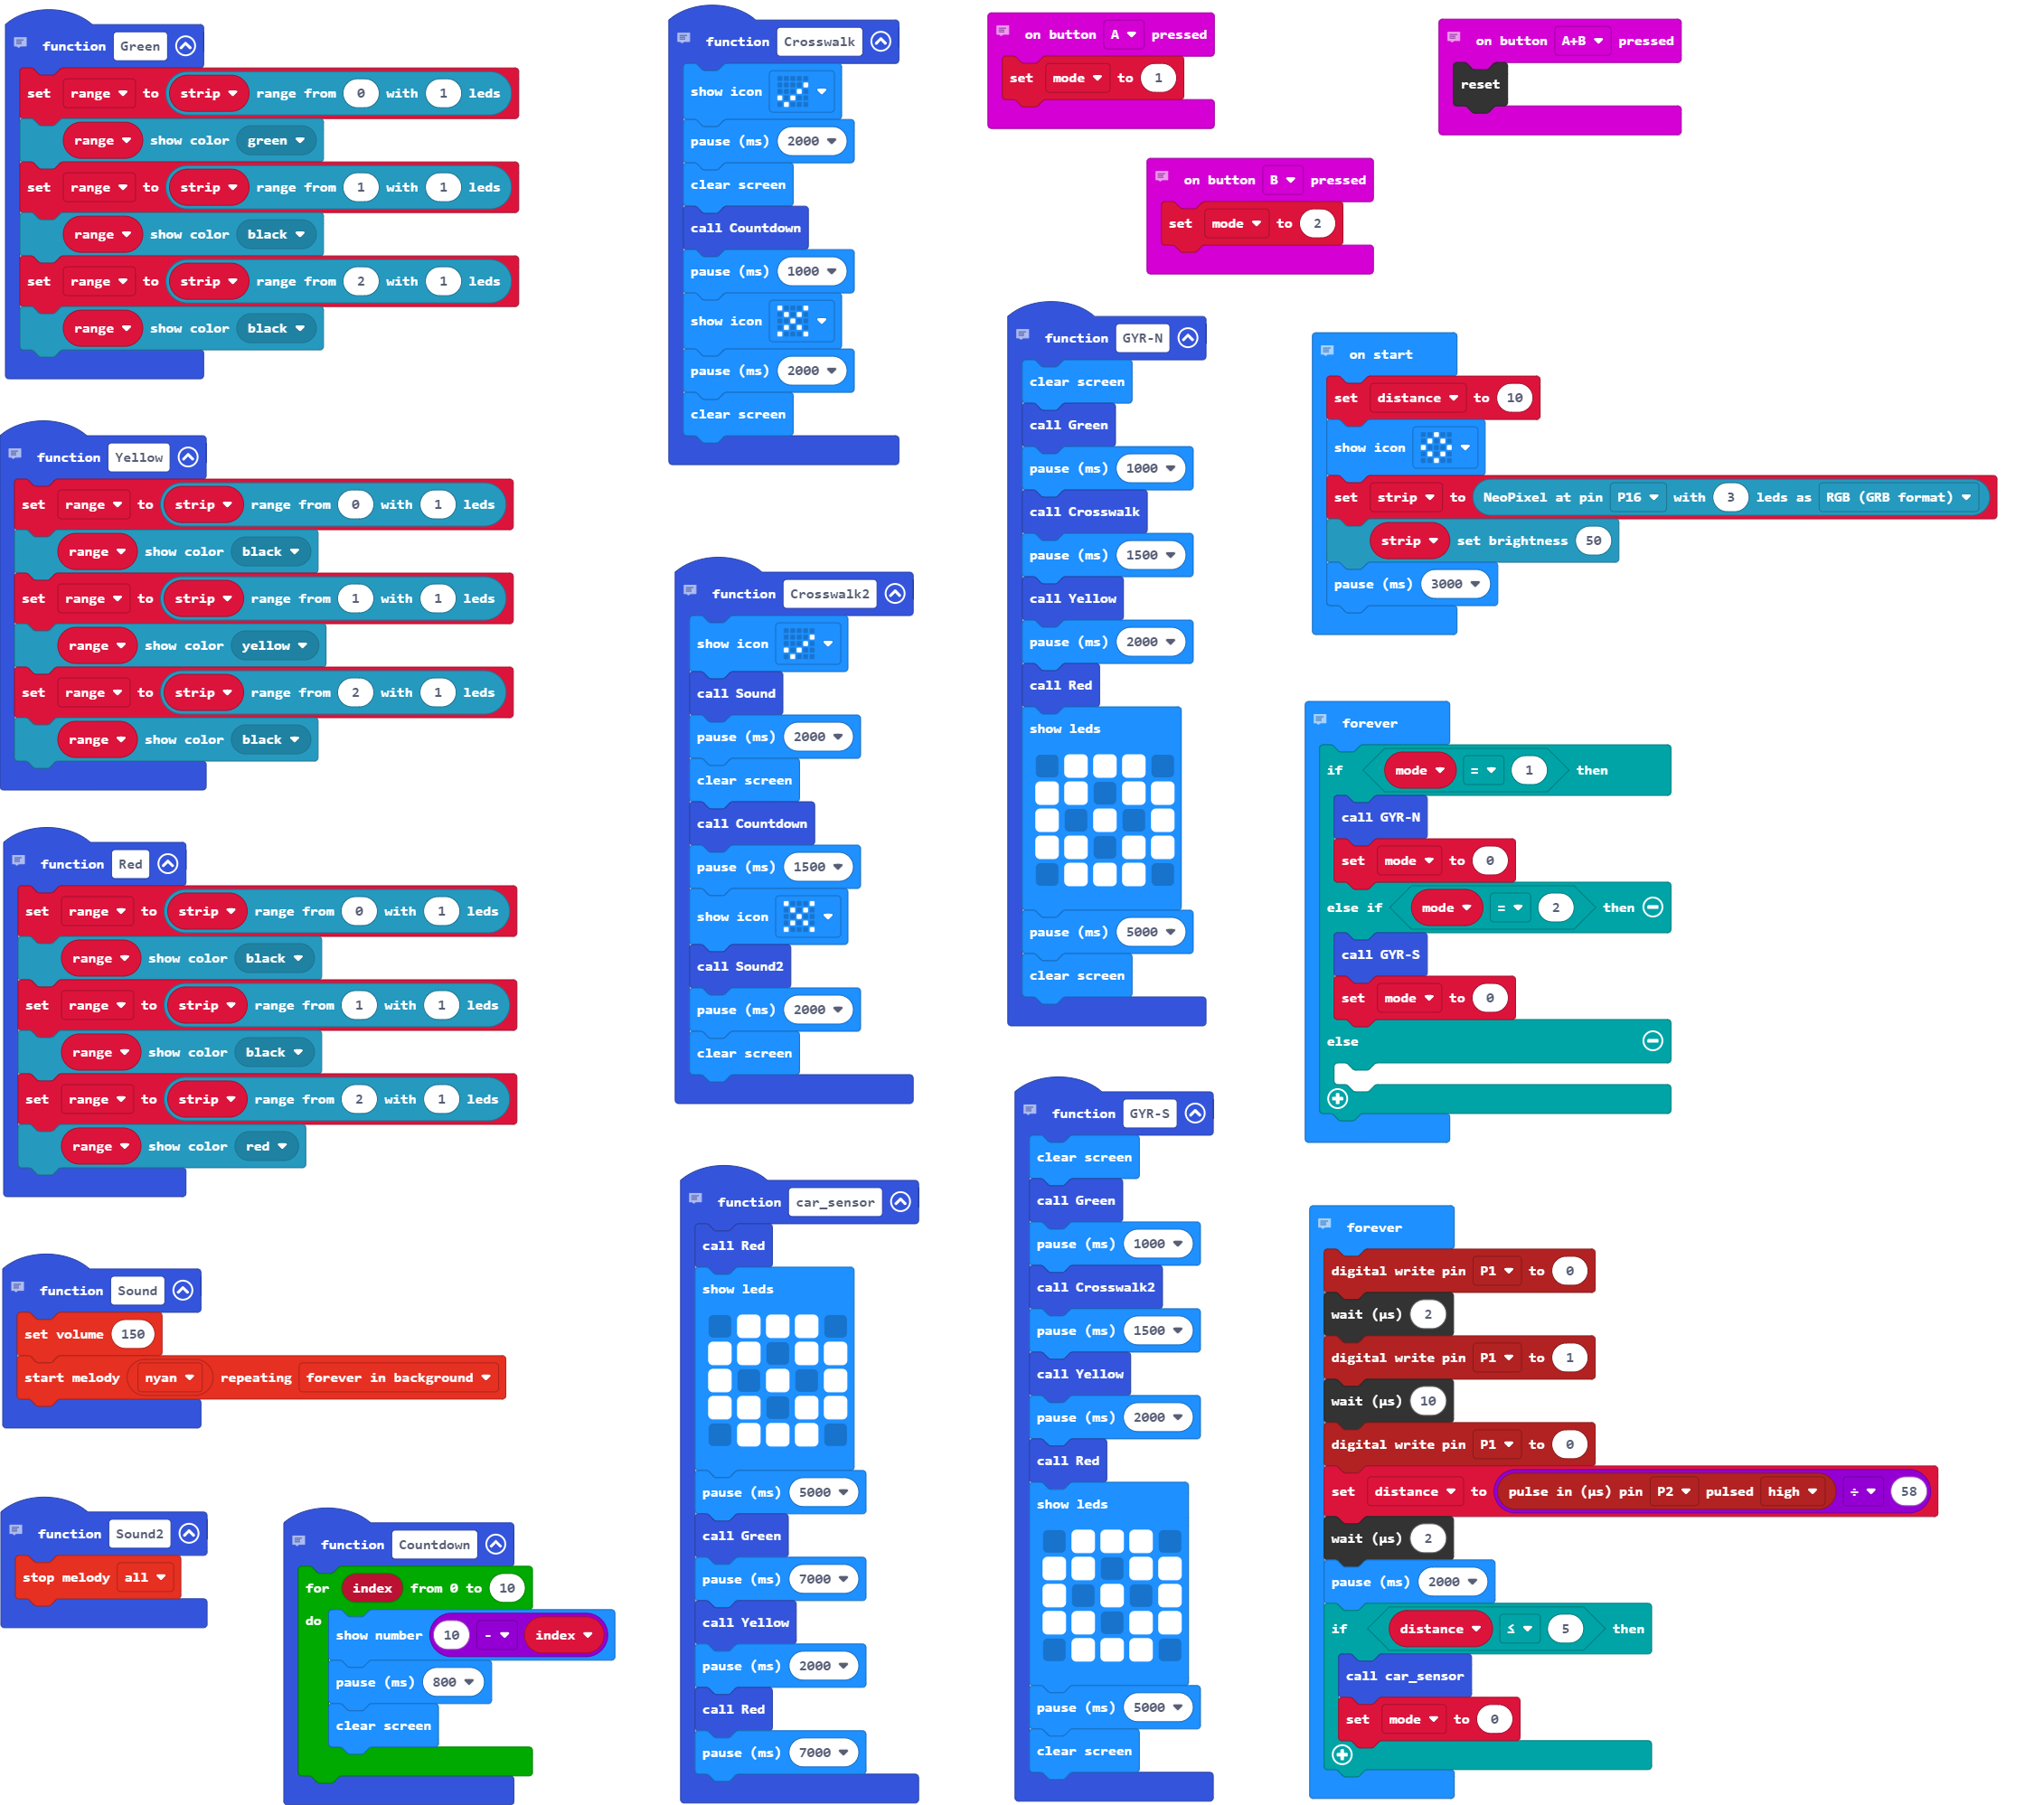 function Green
set range to strip range from 0 with 1 leds
range show color green
set range to strip range from 1 with 1 leds
range show color black
set range to strip range from 2 with 1 leds
range show color black
function Yellow
set range to strip range from 0 with 1 leds
range show color black
set range to strip range from 1 with 1 leds
range show color yellow
set range to strip range from 2 with 1 leds
range show color black
function Red
set range to strip range from 0 with 1 leds
range show color black
set range to strip range from 1 with 1 leds
range show color black
set range to strip range from 2 with 1 leds
range show color red
function Sound
set volume 150
start melody nyan repeating forever in background
function Sound2
stop melody all
function Countdown
for index from 0 to 10
do
show number 10 - index
pause (ms) 800
clear screen
function Crosswalk
show icon
pause (ms) 2000
clear screen
call Countdown
pause (ms) 1000
show icon
pause (ms) 2000
clear screen
function Crosswalk2
show icon
call Sound
pause (ms) 2000
clear screen
call Countdown
pause (ms) 1500
show icon
call Sound2
pause (ms) 2000
clear screen
function car_sensor
call Red
show leds
pause (ms) 5000
call Green
pause (ms) 7000
call Yellow
pause (ms) 2000
call Red
pause (ms) 7000
on button A pressed
set mode to 1
on button B pressed
set mode to 2
on button A+B pressed
reset
function GYR-N
clear screen
call Green
pause (ms) 1000
call Crosswalk
pause (ms) 1500
call Yellow
pause (ms) 2000
call Red
show leds
pause (ms) 5000
clear screen
function GYR-S
clear screen
call Green
pause (ms) 1000
call Crosswalk2
pause (ms) 1500
call Yellow
pause (ms) 2000
call Red
show leds
pause (ms) 5000
clear screen
on start
set distance to 10
show icon
set strip to NeoPixel at pin P16 with 3 leds as RGB (GRB format)
strip set brightness 50
pause (ms) 3000
forever
if mode = 1 then
call GYR-N
set mode to 0
else if mode = 2 then
call GYR-S
set mode to 0
else
forever
digital write pin P1 to 0
wait (µs) 2
digital write pin P1 to 1
wait (µs) 10
digital write pin P1 to 0
set distance to pulse in (µs) pin P2 pulsed high ÷ 58
wait (µs) 2
pause (ms) 2000
if distance ≤ 5 then
call car_sensor
set mode to 0